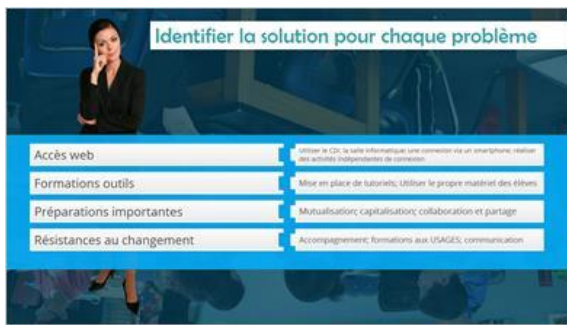 Identifier la solution pour chaque problème
Accès web
Utiliser le CDI; la salle informatique; une connexion via un smartphone; réaliser
des activités indépendantes de connexion
Formations outils
Mise en place de tutoriels; Utiliser le propre matériel des élèves
Préparations importantes
Mutualisation; capitalisation; collaboration et partage
Résistances au changement
Accompagnement; formations aux USAGES; communication